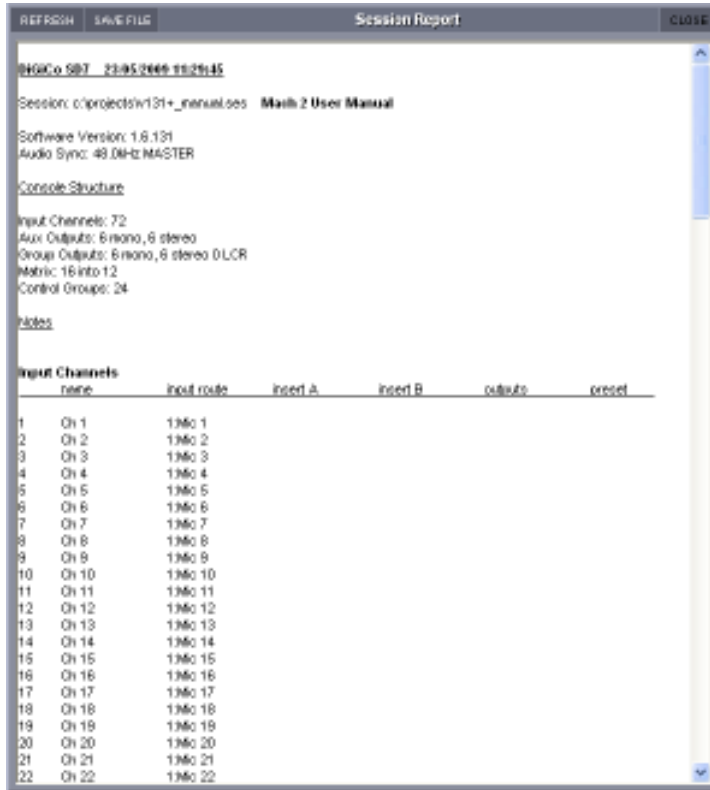 REFRESH SAVE FILE Session Report CLOSE
DiGiCo SD7 23/05/2009 11:29:45
Session: c:\projects\v131+_manual.ses Mach 2 User Manual
Software Version: 1.6.131
Audio Sync: 48.0kHz MASTER
Console Structure
Input Channels: 72
Aux Outputs: 6 mono, 6 stereo
Group Outputs: 6 mono, 6 stereo 0 LCR
Matrix: 16 into 12
Control Groups: 24
Notes
Input Channels
name input route insert A insert B outputs preset
1 Ch 1 1:Mic 1
2 Ch 2 1:Mic 2
3 Ch 3 1:Mic 3
4 Ch 4 1:Mic 4
5 Ch 5 1:Mic 5
6 Ch 6 1:Mic 6
7 Ch 7 1:Mic 7
8 Ch 8 1:Mic 8
9 Ch 9 1:Mic 9
10 Ch 10 1:Mic 10
11 Ch 11 1:Mic 11
12 Ch 12 1:Mic 12
13 Ch 13 1:Mic 13
14 Ch 14 1:Mic 14
15 Ch 15 1:Mic 15
16 Ch 16 1:Mic 16
17 Ch 17 1:Mic 17
18 Ch 18 1:Mic 18
19 Ch 19 1:Mic 19
20 Ch 20 1:Mic 20
21 Ch 21 1:Mic 21
22 Ch 22 1:Mic 22